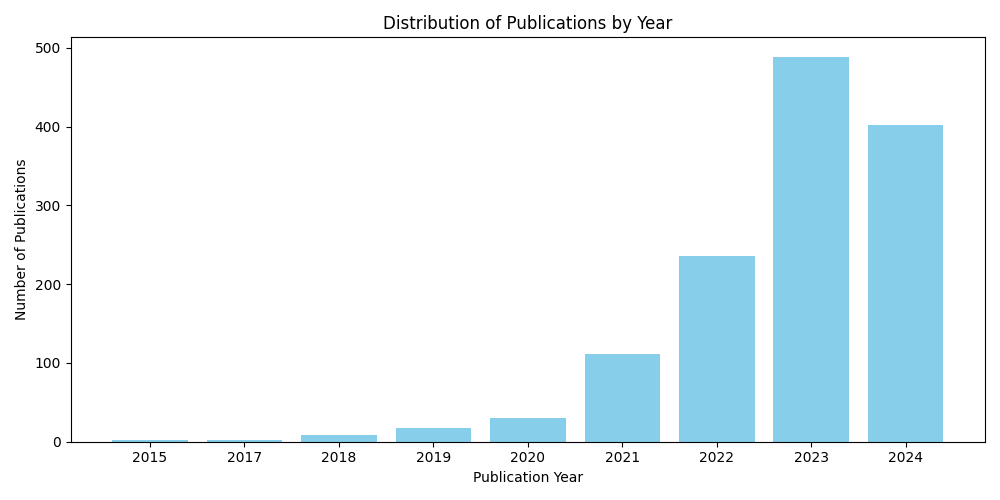 Distribution of Publications by Year
Number of Publications
500
400
300
200
100
0
2015 2017 2018 2019 2020 2021 2022 2023 2024
Publication Year